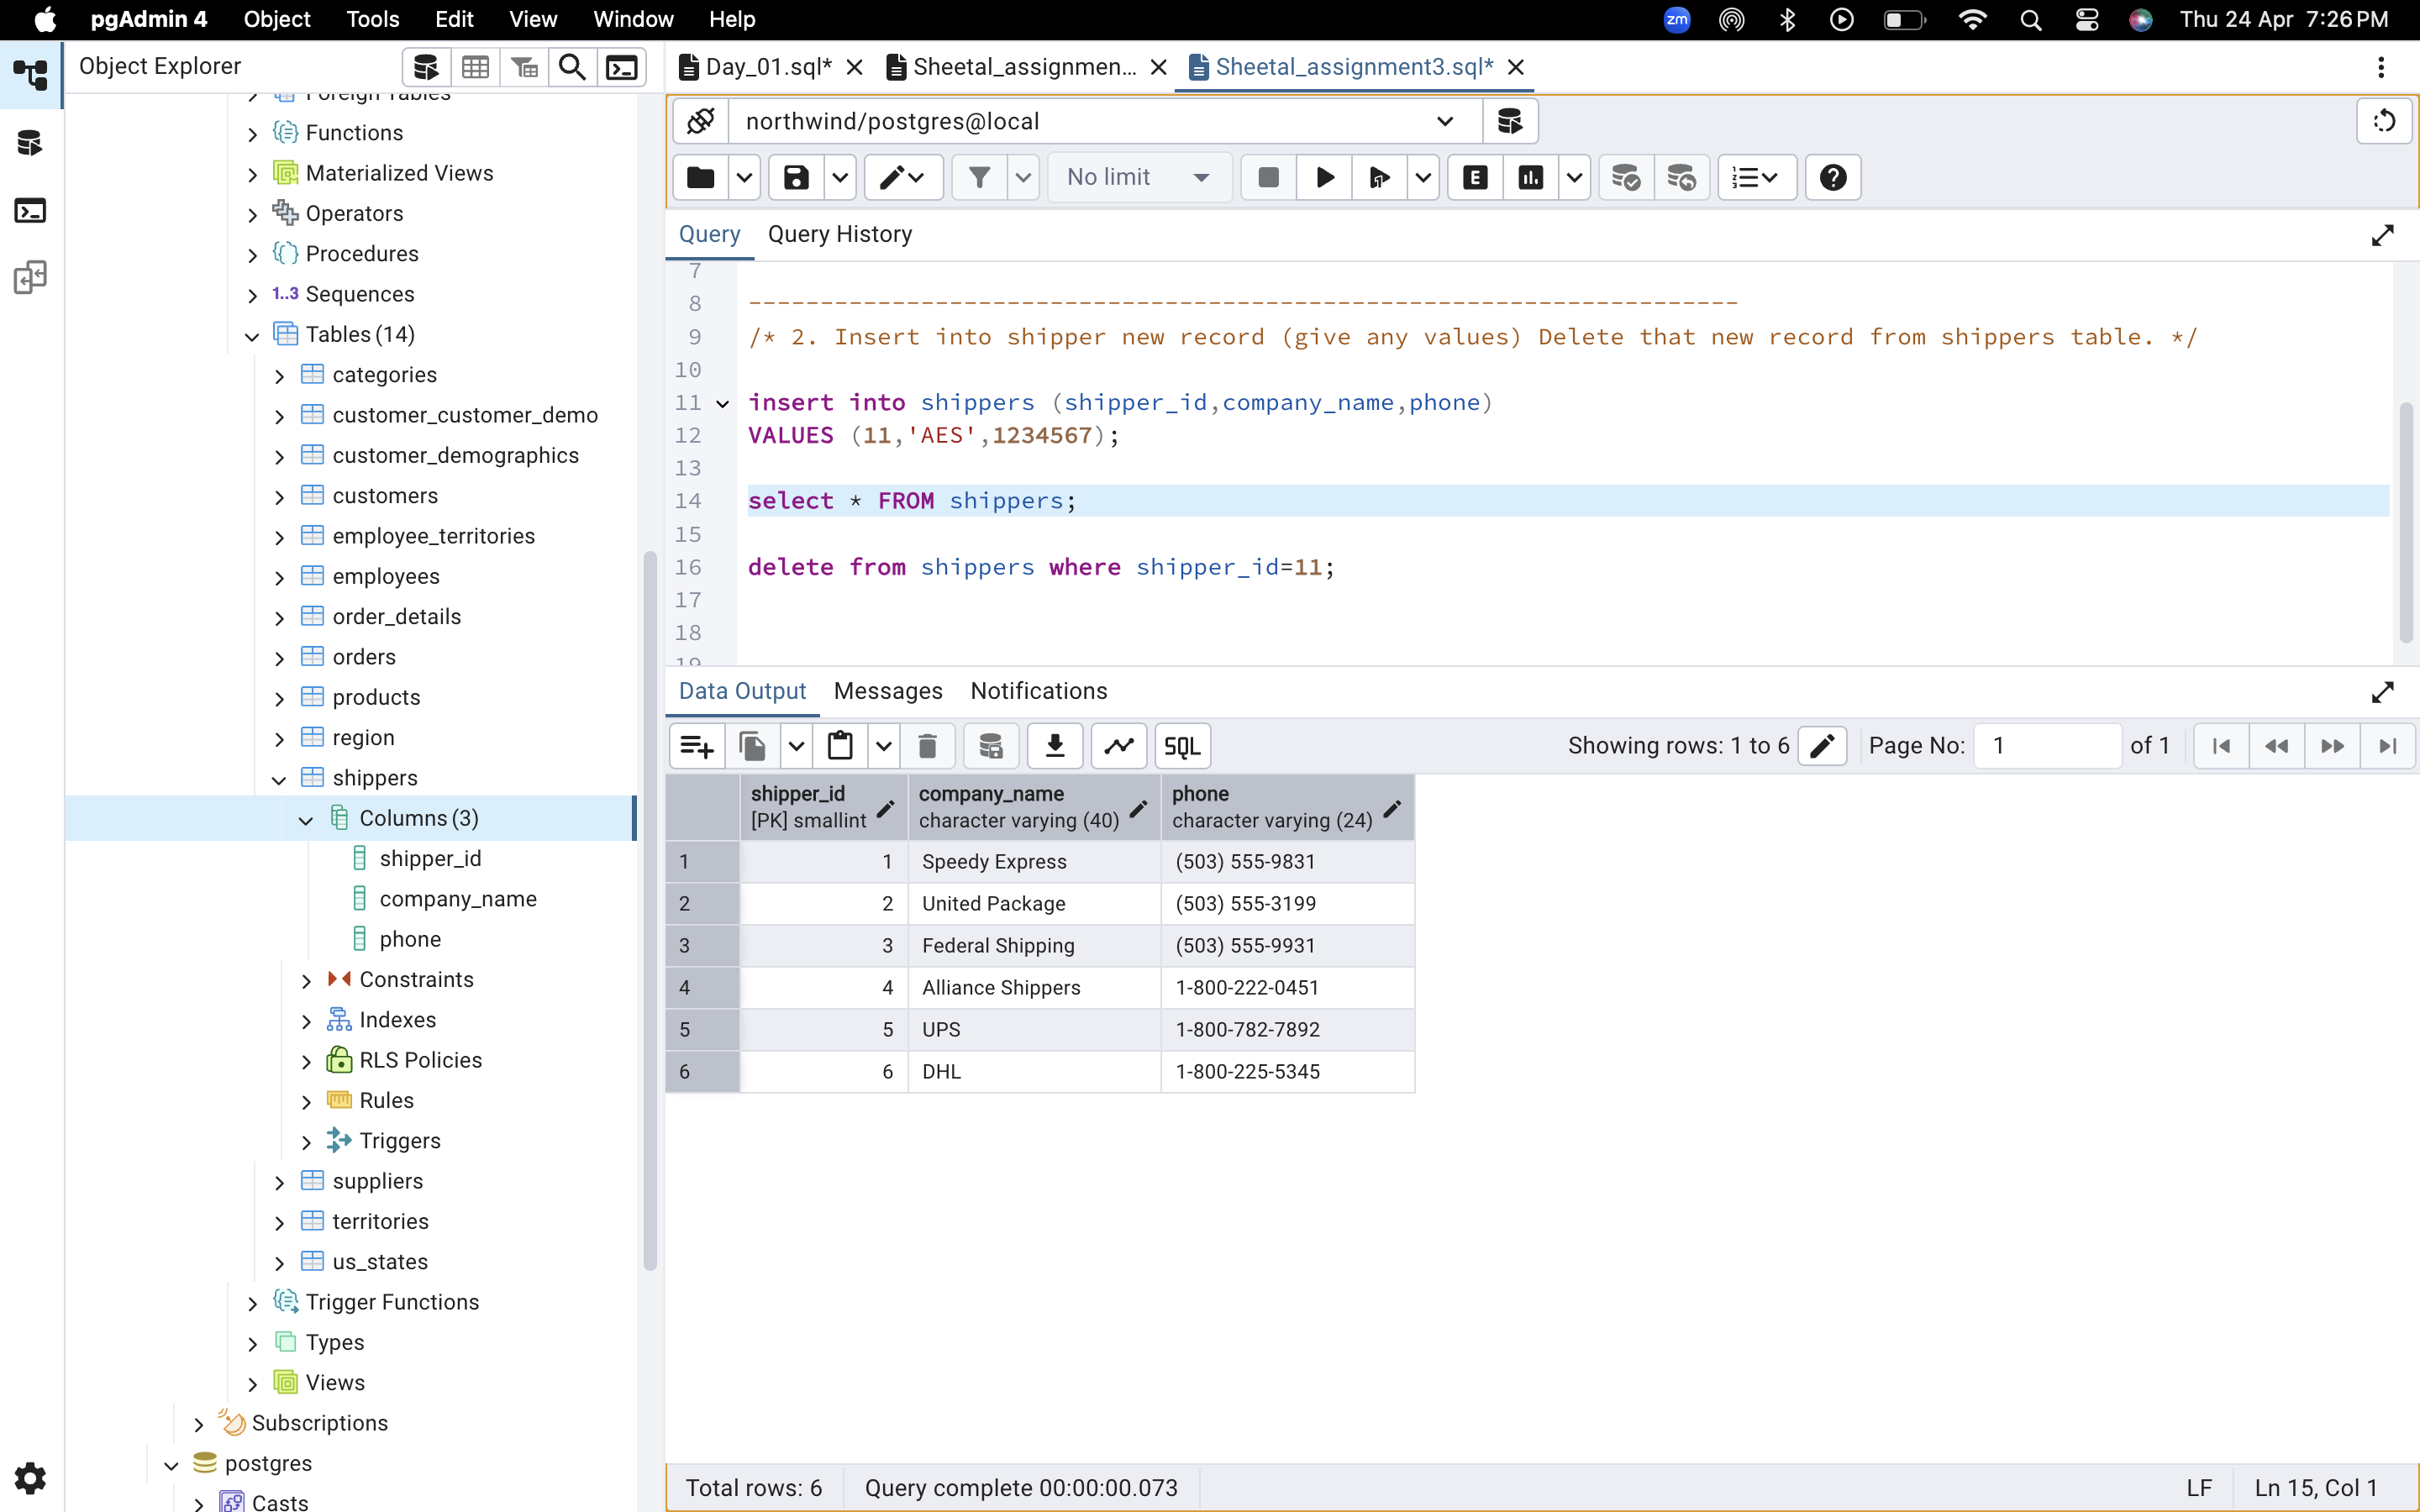 pgAdmin 4 Object Tools Edit View Window Help zm Thu 24 Apr 7:26 PM
Object Explorer
Day_01.sql* Sheetal_assignmen... Sheetal_assignment3.sql*
Foreign Tables
Functions
Materialized Views
Operators
Procedures
1..3 Sequences
Tables (14)
categories
customer_customer_demo
customer_demographics
customers
employee_territories
employees
order_details
orders
products
region
shippers
Columns (3)
shipper_id
company_name
phone
Constraints
Indexes
RLS Policies
Rules
Triggers
suppliers
territories
us_states
Trigger Functions
Types
Views
Subscriptions
postgres
Casts
northwind/postgres@local
No limit
E
Query Query History
7
8 ---------------------------------------------------------------------
9 /* 2. Insert into shipper new record (give any values) Delete that new record from shippers table. */
10
11 insert into shippers (shipper_id,company_name,phone)
12 VALUES (11,'AES',1234567);
13
14 select * FROM shippers;
15
16 delete from shippers where shipper_id=11;
17
18
19
Data Output Messages Notifications
SQL Showing rows: 1 to 6 Page No: 1 of 1
shipper_id company_name phone
[PK] smallint character varying (40) character varying (24)
1 1 Speedy Express (503) 555-9831
2 2 United Package (503) 555-3199
3 3 Federal Shipping (503) 555-9931
4 4 Alliance Shippers 1-800-222-0451
5 5 UPS 1-800-782-7892
6 6 DHL 1-800-225-5345
Total rows: 6 Query complete 00:00:00.073 LF Ln 15, Col 1